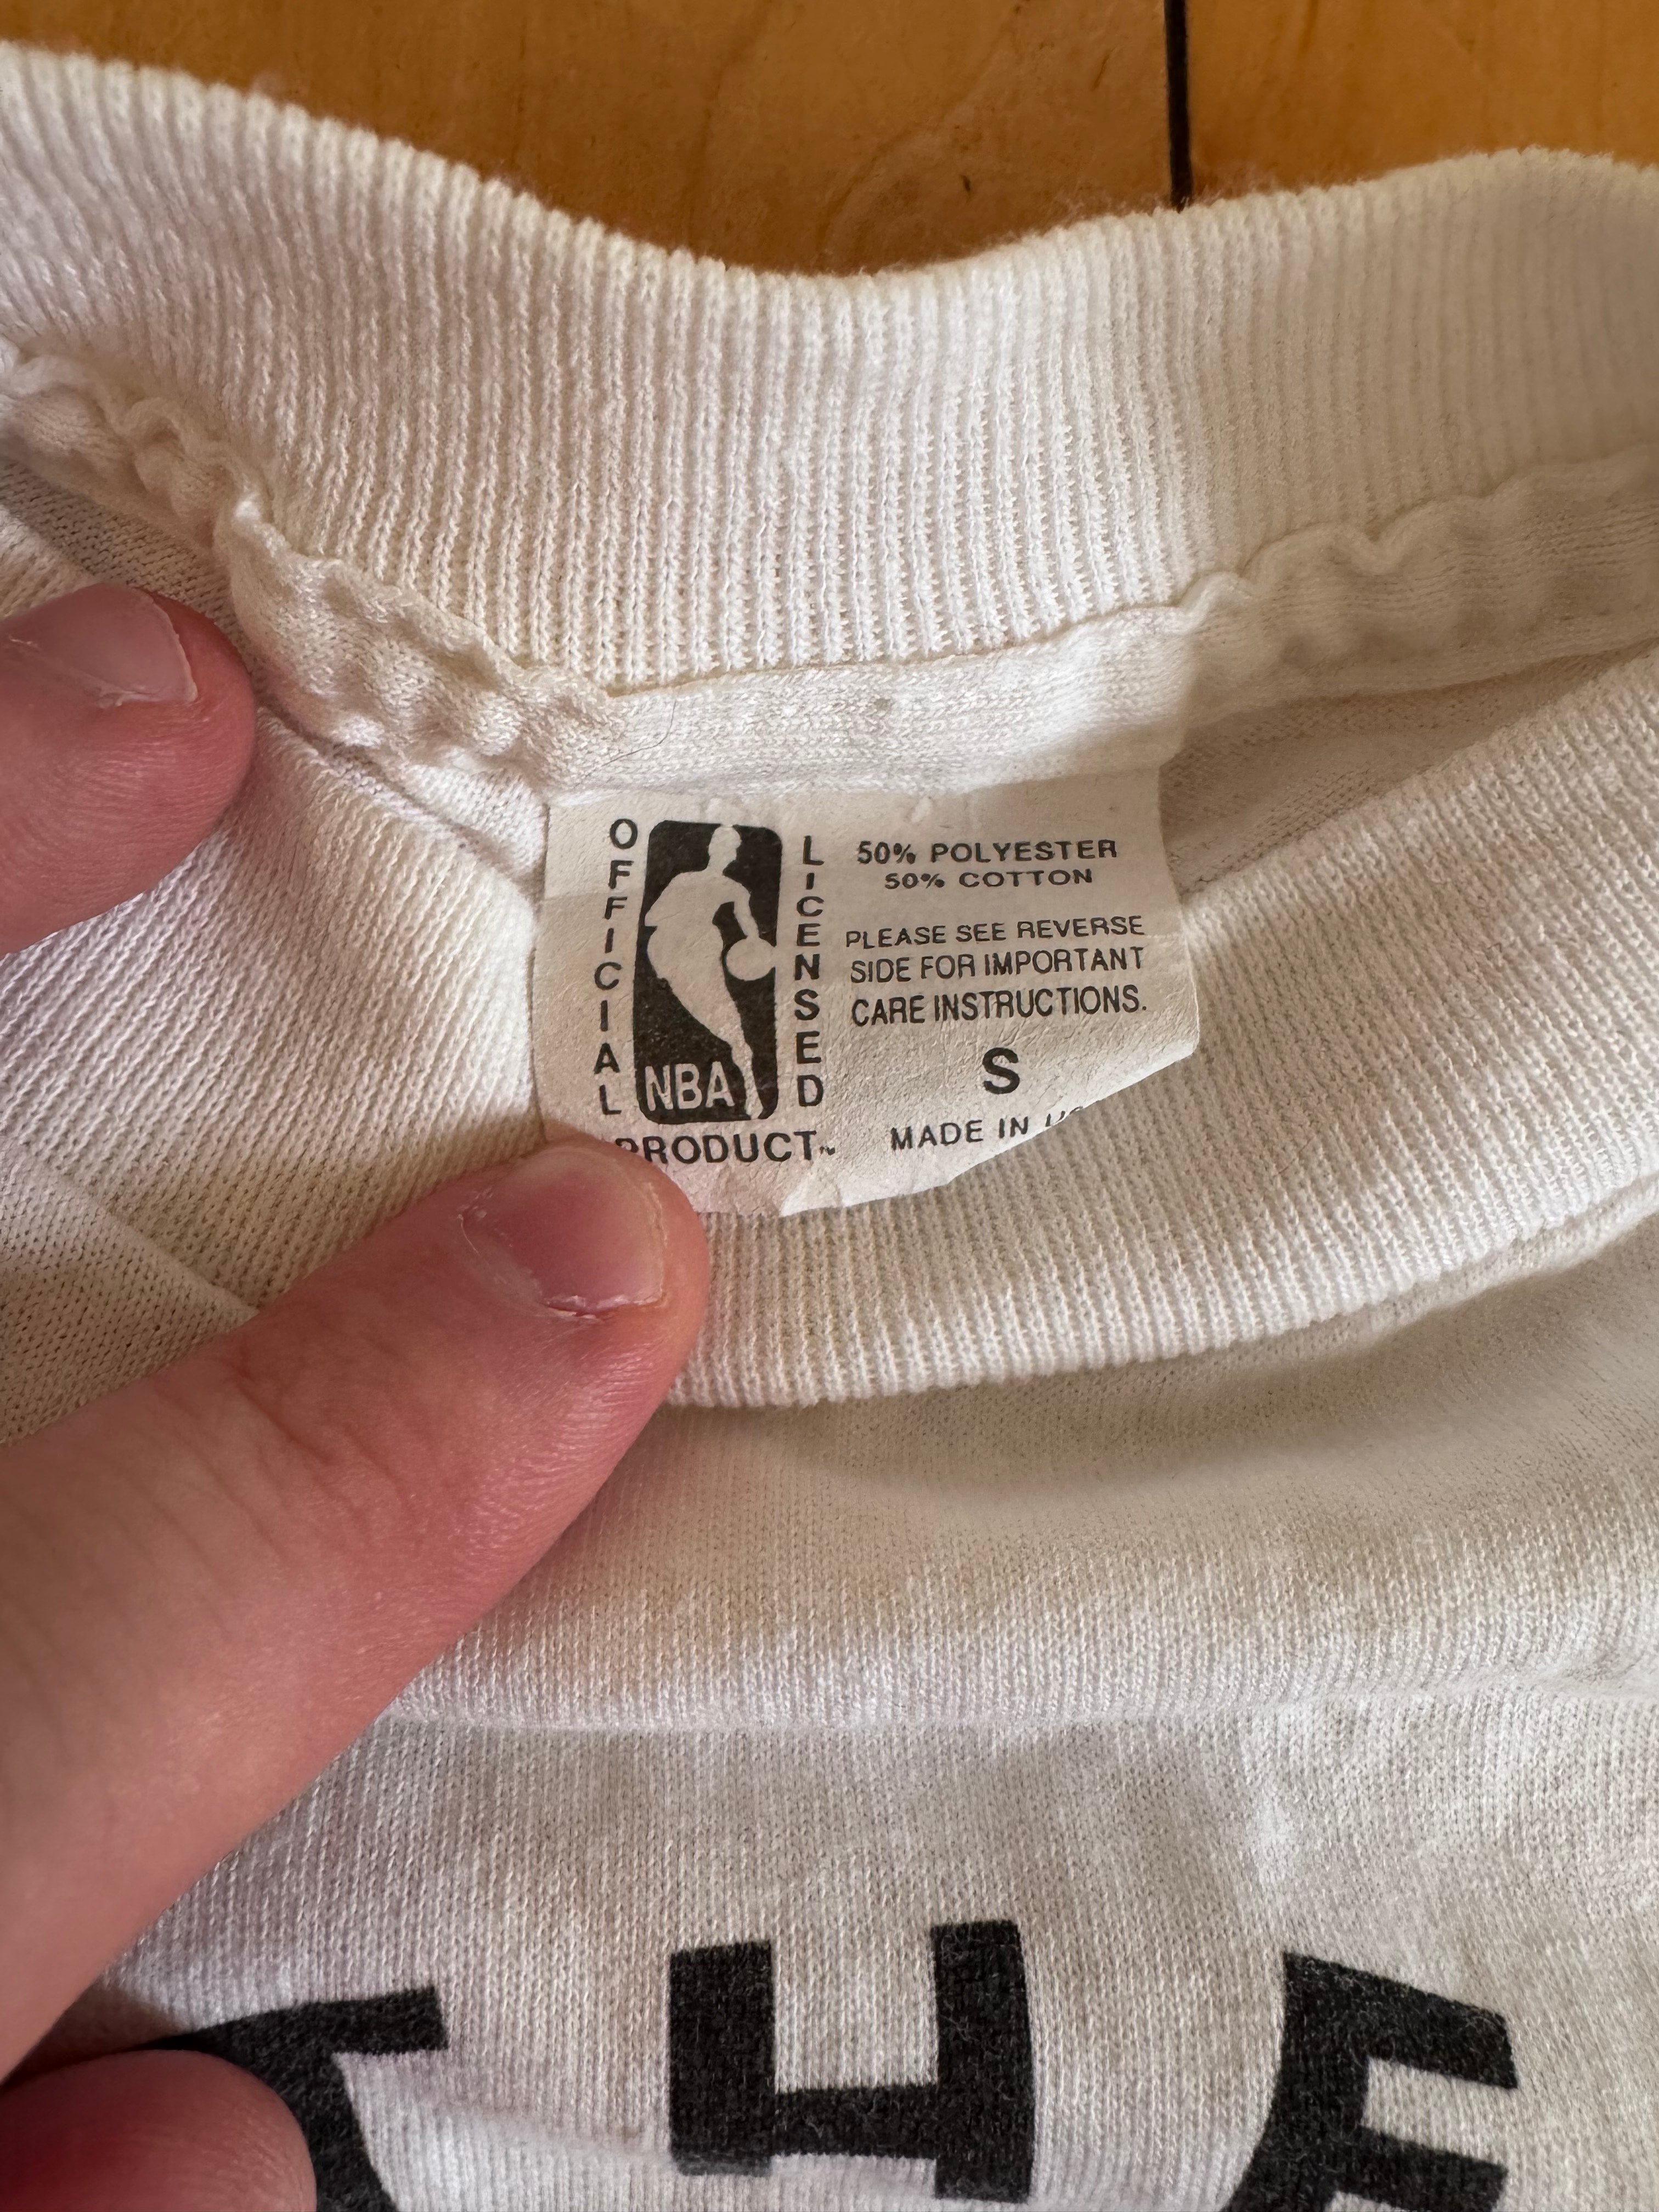 OFFICIAL
NBA
LICENSED
PRODUCT™
50% POLYESTER
50% COTTON
PLEASE SEE REVERSE
SIDE FOR IMPORTANT
CARE INSTRUCTIONS.
S
MADE IN
THE